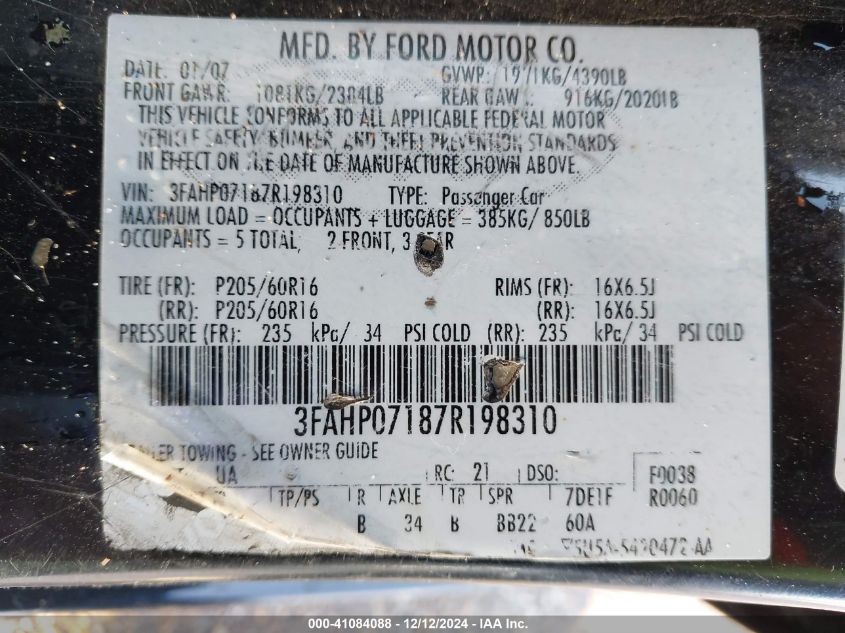 MFD. BY FORD MOTOR CO.
DATE: 01/07 GVWR: 1971KG/4390LB
FRONT GAWR: 1081KG/2384LB REAR GAW 916KG/2020LB
THIS VEHICLE CONFORMS TO ALL APPLICABLE FEDERAL MOTOR
VEHICLE SAFETY, BUMPER, AND THEFT PREVENTION STANDARDS
IN EFFECT ON THE DATE OF MANUFACTURE SHOWN ABOVE.
VIN: 3FAHP07187R198310 TYPE: Passenger Car
MAXIMUM LOAD = OCCUPANTS + LUGGAGE = 385KG/ 850LB
OCCUPANTS = 5 TOTAL, 2 FRONT, 3 REAR
TIRE (FR): P205/60R16 RIMS (FR): 16X6.5J
(RR): P205/60R16 (RR): 16X6.5J
PRESSURE (FR): 235 kPa/ 34 PSI COLD (RR): 235 kPa/ 34 PSI COLD
3FAHP07187R198310
TOWING - SEE OWNER GUIDE
UA RC: 21 DSO: F0038
TP/PS R AXLE TR SPR 7DE1F R0060
B 34 B BB22 60A
000-41084088 - 12/12/2024 - IAA Inc.